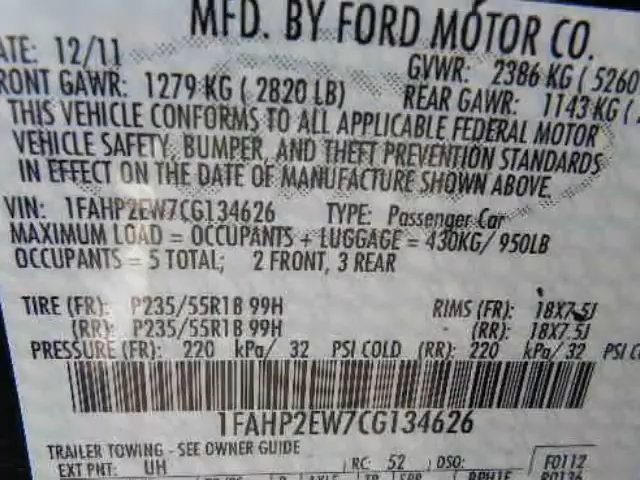 MFD. BY FORD MOTOR CO.
ATE: 12/11 GVWR: 2386 KG ( 5260
RONT GAWR: 1279 KG ( 2820 LB) REAR GAWR: 1143 KG (
THIS VEHICLE CONFORMS TO ALL APPLICABLE FEDERAL MOTOR
VEHICLE SAFETY, BUMPER, AND THEFT PREVENTION STANDARDS
IN EFFECT ON THE DATE OF MANUFACTURE SHOWN ABOVE.
VIN: 1FAHP2EW7CG134626 TYPE: Passenger Car
MAXIMUM LOAD = OCCUPANTS + LUGGAGE = 430KG/ 950LB
OCCUPANTS = 5 TOTAL; 2 FRONT, 3 REAR
TIRE (FR): P235/55R18 99H RIMS (FR): 18X7.5J
(RR): P235/55R18 99H (RR): 18X7.5J
PRESSURE (FR): 220 kPa/ 32 PSI COLD (RR): 220 kPa/ 32 PSI CO
1FAHP2EW7CG134626
TRAILER TOWING - SEE OWNER GUIDE
EXT PNT: UH RC: 52 DSO: F0112